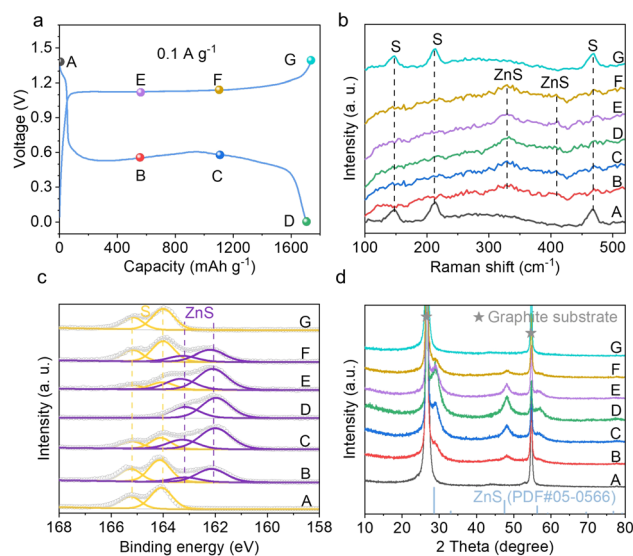 a
A
0.1 A g⁻¹
G
E
F
B
C
D
1.8
1.5
1.2
0.9
0.6
0.3
0.0
Voltage (V)
0 400 800 1200 1600
Capacity (mAh g⁻¹)
b
S
S
S
ZnS
ZnS
G
F
E
D
C
B
A
Intensity (a. u.)
100 200 300 400 500
Raman shift (cm⁻¹)
c
S
ZnS
G
F
E
D
C
B
A
Intensity (a. u.)
168 166 164 162 160 158
Binding energy (eV)
d
★ Graphite substrate
G
F
E
D
C
B
A
ZnS (PDF#05-0566)
Intensity (a. u.)
10 20 30 40 50 60 70 80
2 Theta (degree)